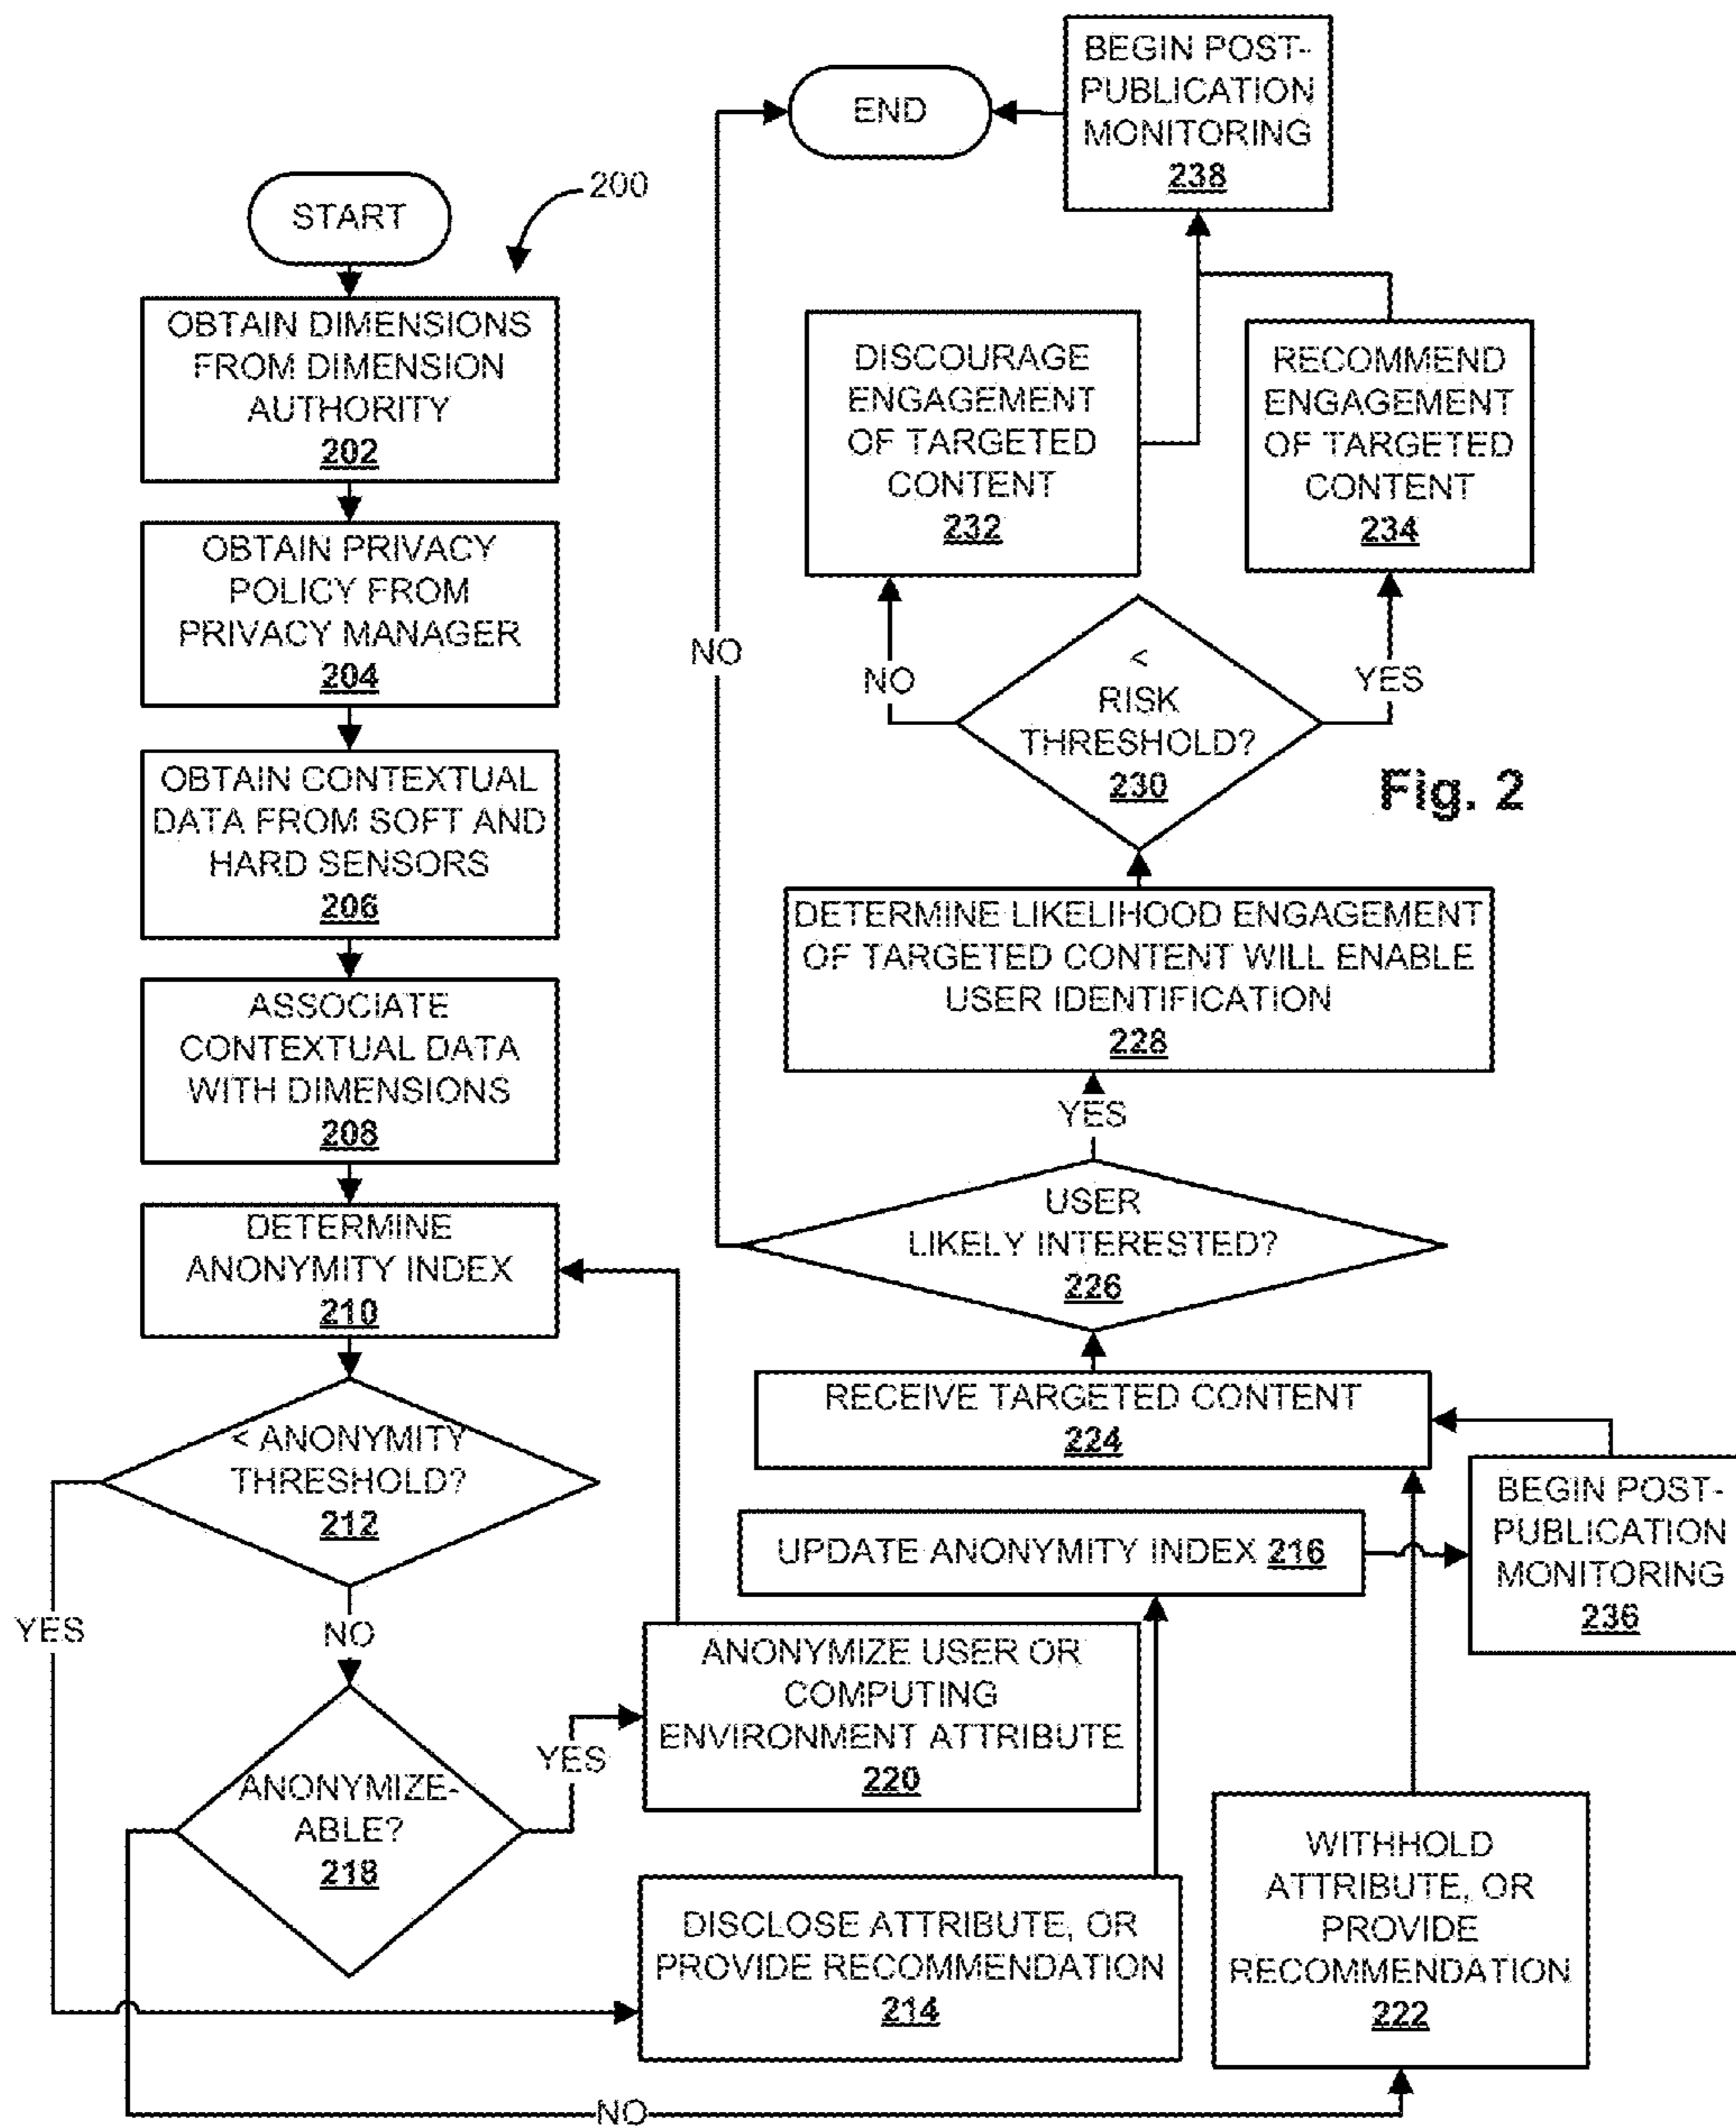 START
200
OBTAIN DIMENSIONS
FROM DIMENSION
AUTHORITY
202
OBTAIN PRIVACY
POLICY FROM
PRIVACY MANAGER
204
OBTAIN CONTEXTUAL
DATA FROM SOFT AND
HARD SENSORS
206
ASSOCIATE
CONTEXTUAL DATA
WITH DIMENSIONS
208
DETERMINE
ANONYMITY INDEX
210
< ANONYMITY
THRESHOLD?
212
YES
NO
ANONYMIZE-
ABLE?
218
YES
NO
ANONYMIZE USER OR
COMPUTING
ENVIRONMENT ATTRIBUTE
220
DISCLOSE ATTRIBUTE, OR
PROVIDE RECOMMENDATION
214
UPDATE ANONYMITY INDEX 216
BEGIN POST-
PUBLICATION
MONITORING
236
WITHHOLD
ATTRIBUTE, OR
PROVIDE
RECOMMENDATION
222
RECEIVE TARGETED CONTENT
224
USER
LIKELY INTERESTED?
226
NO
YES
DETERMINE LIKELIHOOD ENGAGEMENT
OF TARGETED CONTENT WILL ENABLE
USER IDENTIFICATION
228
<
RISK
THRESHOLD?
230
NO
YES
DISCOURAGE
ENGAGEMENT
OF TARGETED
CONTENT
232
RECOMMEND
ENGAGEMENT
OF TARGETED
CONTENT
234
BEGIN POST-
PUBLICATION
MONITORING
238
END
Fig. 2